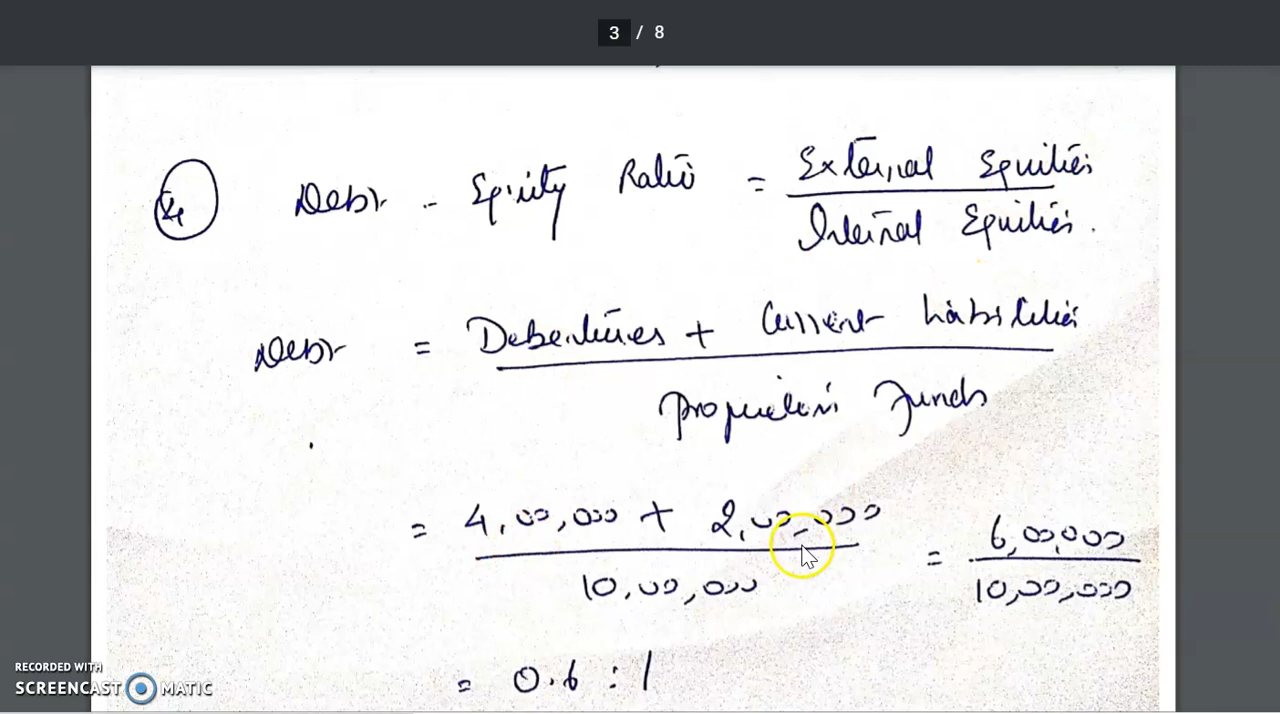 3 / 8
4 Debt - Equity Ratio = External Equities / Internal Equities.
Debt = Debentures + Current Liabilities / Proprietors Funds
= 4,00,000 + 2,00,000 / 10,00,000 = 6,00,000 / 10,00,000
= 0.6 : 1
RECORDED WITH
SCREENCAST MATIC